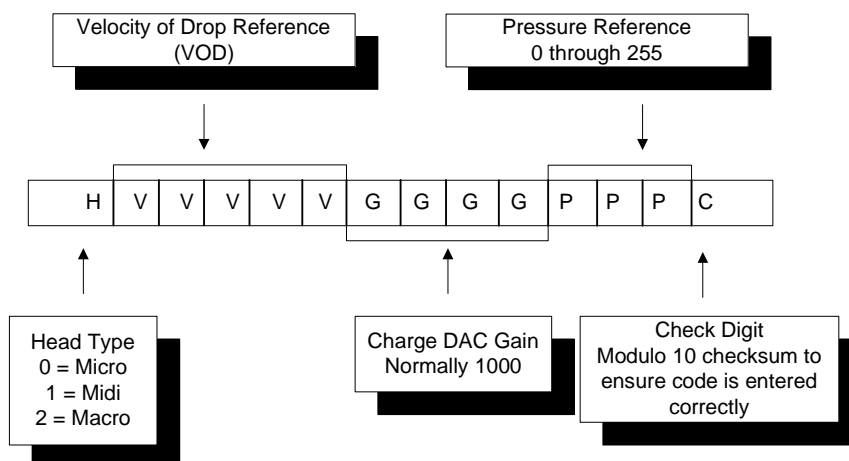 Velocity of Drop Reference
(VOD)
Pressure Reference
0 through 255
H V V V V V G G G G P P P C
Head Type
0 = Micro
1 = Midi
2 = Macro
Charge DAC Gain
Normally 1000
Check Digit
Modulo 10 checksum to
ensure code is entered
correctly